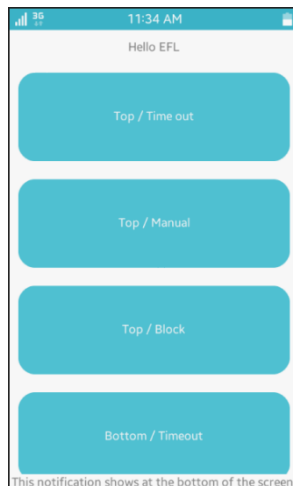 3G
11:34 AM
Hello EFL
Top / Time out
Top / Manual
Top / Block
Bottom / Timeout
This notification shows at the bottom of the screen